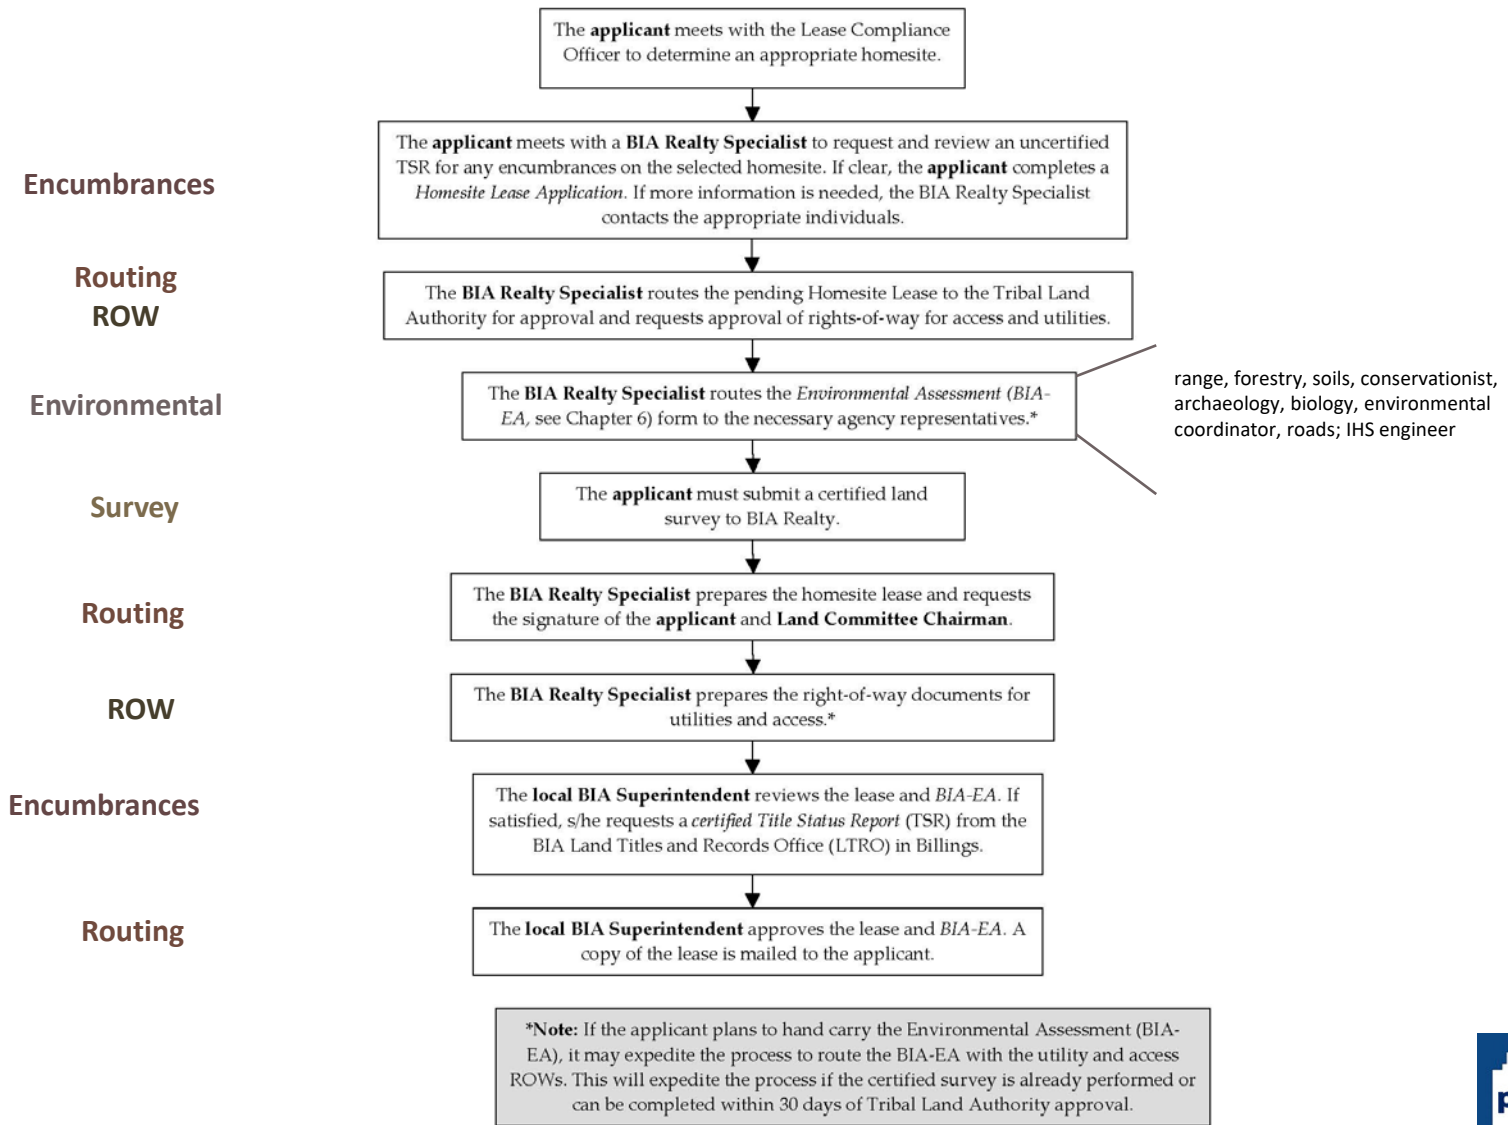 The applicant meets with the Lease Compliance
Officer to determine an appropriate homesite.
Encumbrances
The applicant meets with a BIA Realty Specialist to request and review an uncertified
TSR for any encumbrances on the selected homesite. If clear, the applicant completes a
Homesite Lease Application. If more information is needed, the BIA Realty Specialist
contacts the appropriate individuals.
Routing
ROW
The BIA Realty Specialist routes the pending Homesite Lease to the Tribal Land
Authority for approval and requests approval of rights-of-way for access and utilities.
Environmental
The BIA Realty Specialist routes the Environmental Assessment (BIA-
EA, see Chapter 6) form to the necessary agency representatives.*
range, forestry, soils, conservationist,
archaeology, biology, environmental
coordinator, roads; IHS engineer
Survey
The applicant must submit a certified land
survey to BIA Realty.
Routing
The BIA Realty Specialist prepares the homesite lease and requests
the signature of the applicant and Land Committee Chairman.
ROW
The BIA Realty Specialist prepares the right-of-way documents for
utilities and access.*
Encumbrances
The local BIA Superintendent reviews the lease and BIA-EA. If
satisfied, s/he requests a certified Title Status Report (TSR) from the
BIA Land Titles and Records Office (LTRO) in Billings.
Routing
The local BIA Superintendent approves the lease and BIA-EA. A
copy of the lease is mailed to the applicant.
*Note: If the applicant plans to hand carry the Environmental Assessment (BIA-
EA), it may expedite the process to route the BIA-EA with the utility and access
ROWs. This will expedite the process if the certified survey is already performed or
can be completed within 30 days of Tribal Land Authority approval.